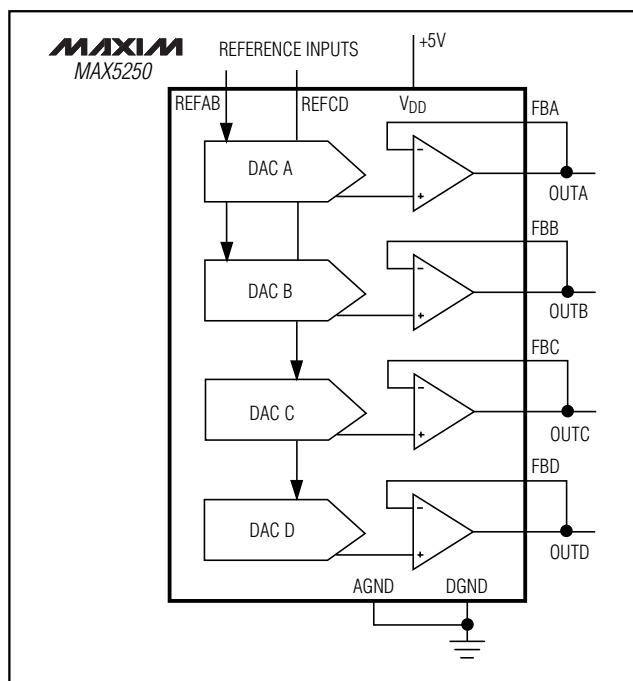 MAXIM
MAX5250
REFERENCE INPUTS
+5V
REFAB
REFCD
VDD
FBA
DAC A
-
+
OUTA
FBB
DAC B
-
+
OUTB
FBC
DAC C
-
+
OUTC
FBD
DAC D
-
+
OUTD
AGND
DGND